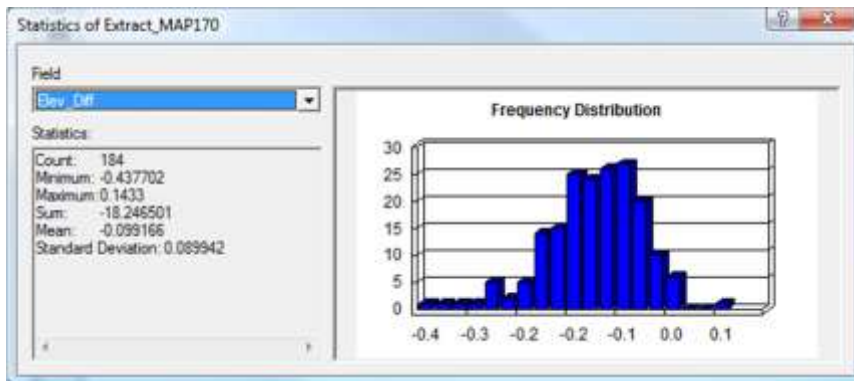 Statistics of Extract_MAP170
Field
Elev_Diff
Statistics:
Count: 184
Minimum: -0.437702
Maximum: 0.1433
Sum: -18.246501
Mean: -0.099166
Standard Deviation: 0.089942
Frequency Distribution
30
25
20
15
10
5
0
-0.4 -0.3 -0.2 -0.2 -0.1 0.0 0.1